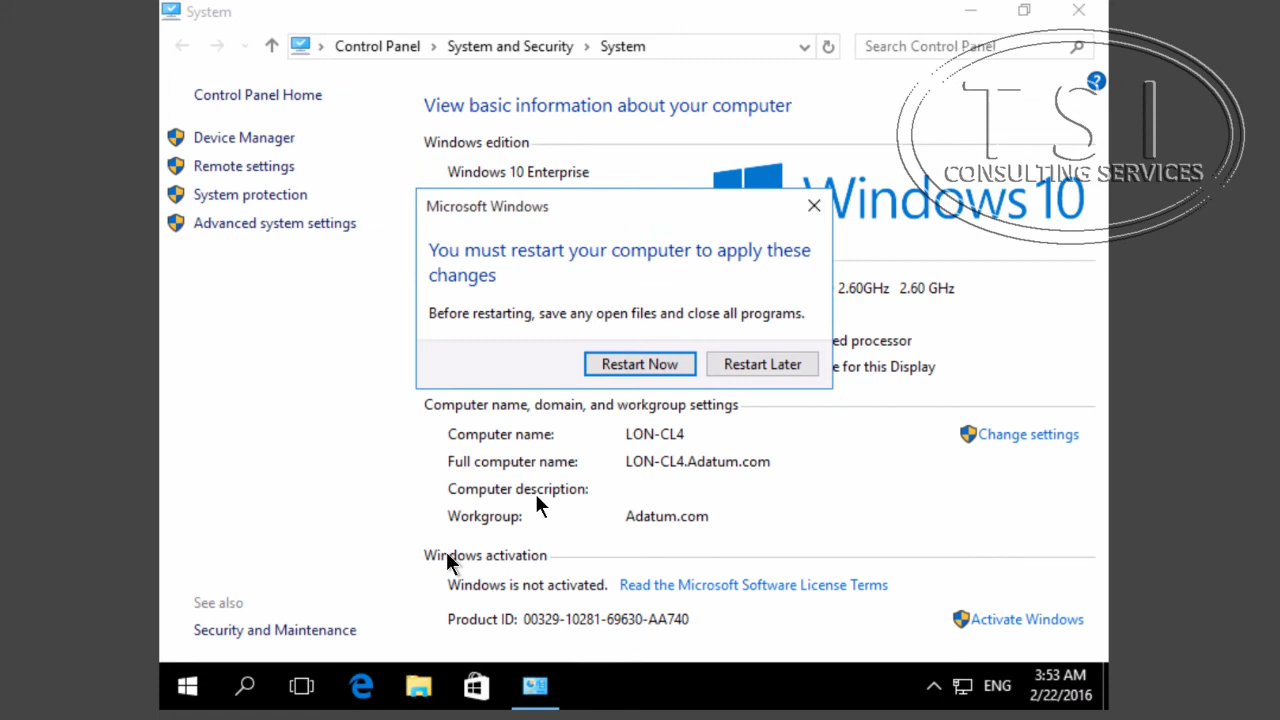 System
Control Panel > System and Security > System
Search Control Panel
T S I
CONSULTING SERVICES
Control Panel Home
Device Manager
Remote settings
System protection
Advanced system settings
View basic information about your computer
Windows edition
Windows 10 Enterprise
Windows 10
Microsoft Windows
You must restart your computer to apply these
changes
Before restarting, save any open files and close all programs.
Restart Now
Restart Later
2.60GHz 2.60 GHz
ed processor
e for this Display
Computer name, domain, and workgroup settings
Computer name: LON-CL4
Change settings
Full computer name: LON-CL4.Adatum.com
Computer description:
Workgroup: Adatum.com
Windows activation
Windows is not activated. Read the Microsoft Software License Terms
Product ID: 00329-10281-69630-AA740
Activate Windows
See also
Security and Maintenance
ENG
3:53 AM
2/22/2016